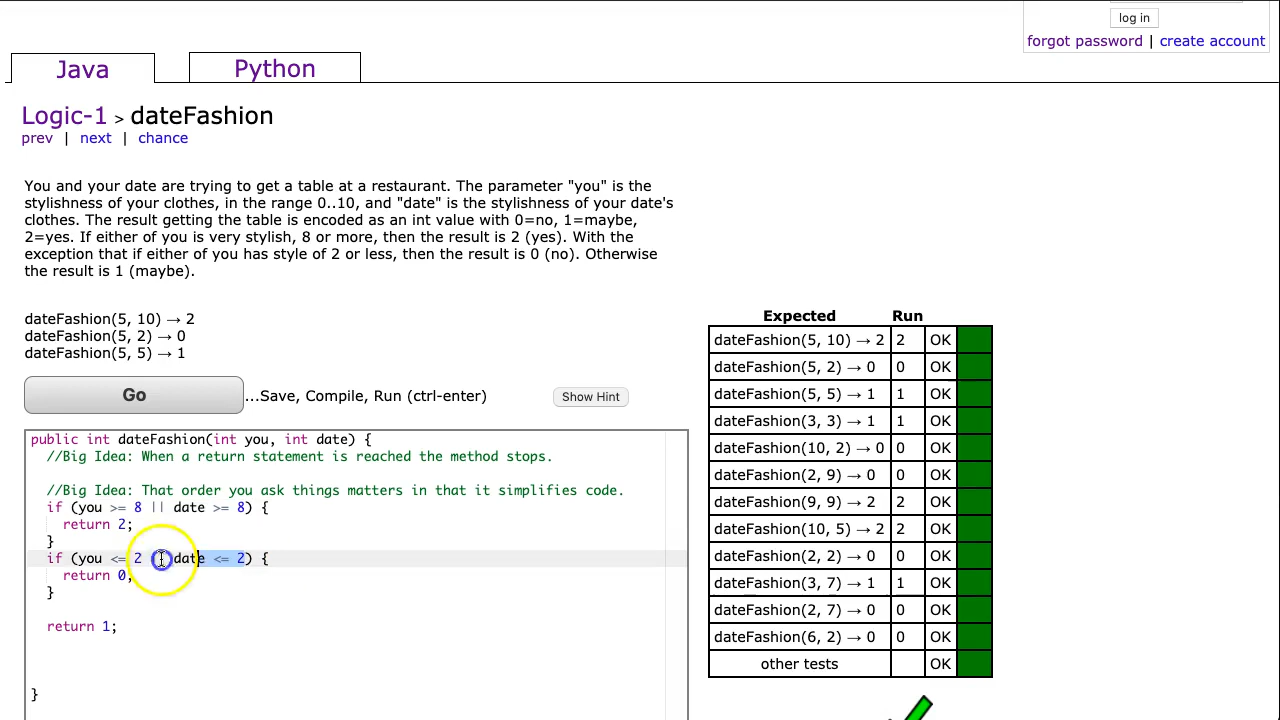 log in
forgot password | create account
Java
Python
Logic-1 > dateFashion
prev | next | chance
You and your date are trying to get a table at a restaurant. The parameter "you" is the
stylishness of your clothes, in the range 0..10, and "date" is the stylishness of your date's
clothes. The result getting the table is encoded as an int value with 0=no, 1=maybe,
2=yes. If either of you is very stylish, 8 or more, then the result is 2 (yes). With the
exception that if either of you has style of 2 or less, then the result is 0 (no). Otherwise
the result is 1 (maybe).
dateFashion(5, 10) → 2
dateFashion(5, 2) → 0
dateFashion(5, 5) → 1
Go ...Save, Compile, Run (ctrl-enter) Show Hint
public int dateFashion(int you, int date) {
//Big Idea: When a return statement is reached the method stops.
//Big Idea: That order you ask things matters in that it simplifies code.
if (you >= 8 || date >= 8) {
return 2;
}
if (you <= 2 date <= 2) {
return 0;
}
return 1;
}
Expected Run
dateFashion(5, 10) → 2 2 OK
dateFashion(5, 2) → 0 0 OK
dateFashion(5, 5) → 1 1 OK
dateFashion(3, 3) → 1 1 OK
dateFashion(10, 2) → 0 0 OK
dateFashion(2, 9) → 0 0 OK
dateFashion(9, 9) → 2 2 OK
dateFashion(10, 5) → 2 2 OK
dateFashion(2, 2) → 0 0 OK
dateFashion(3, 7) → 1 1 OK
dateFashion(2, 7) → 0 0 OK
dateFashion(6, 2) → 0 0 OK
other tests OK